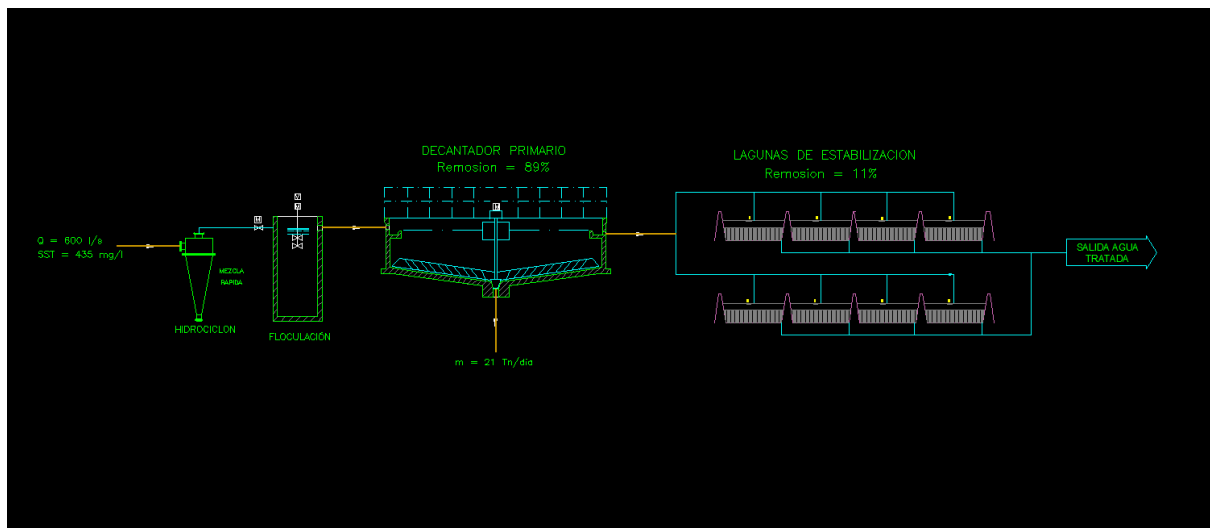 DECANTADOR PRIMARIO
Remosion = 89%
LAGUNAS DE ESTABILIZACION
Remosion = 11%
Q = 600 l/s
SST = 435 mg/l
MEZCLA
RAPIDA
HIDROCICLON
FLOCULACIÓN
M
M
SALIDA AGUA
TRATADA
m = 21 Tn/dia